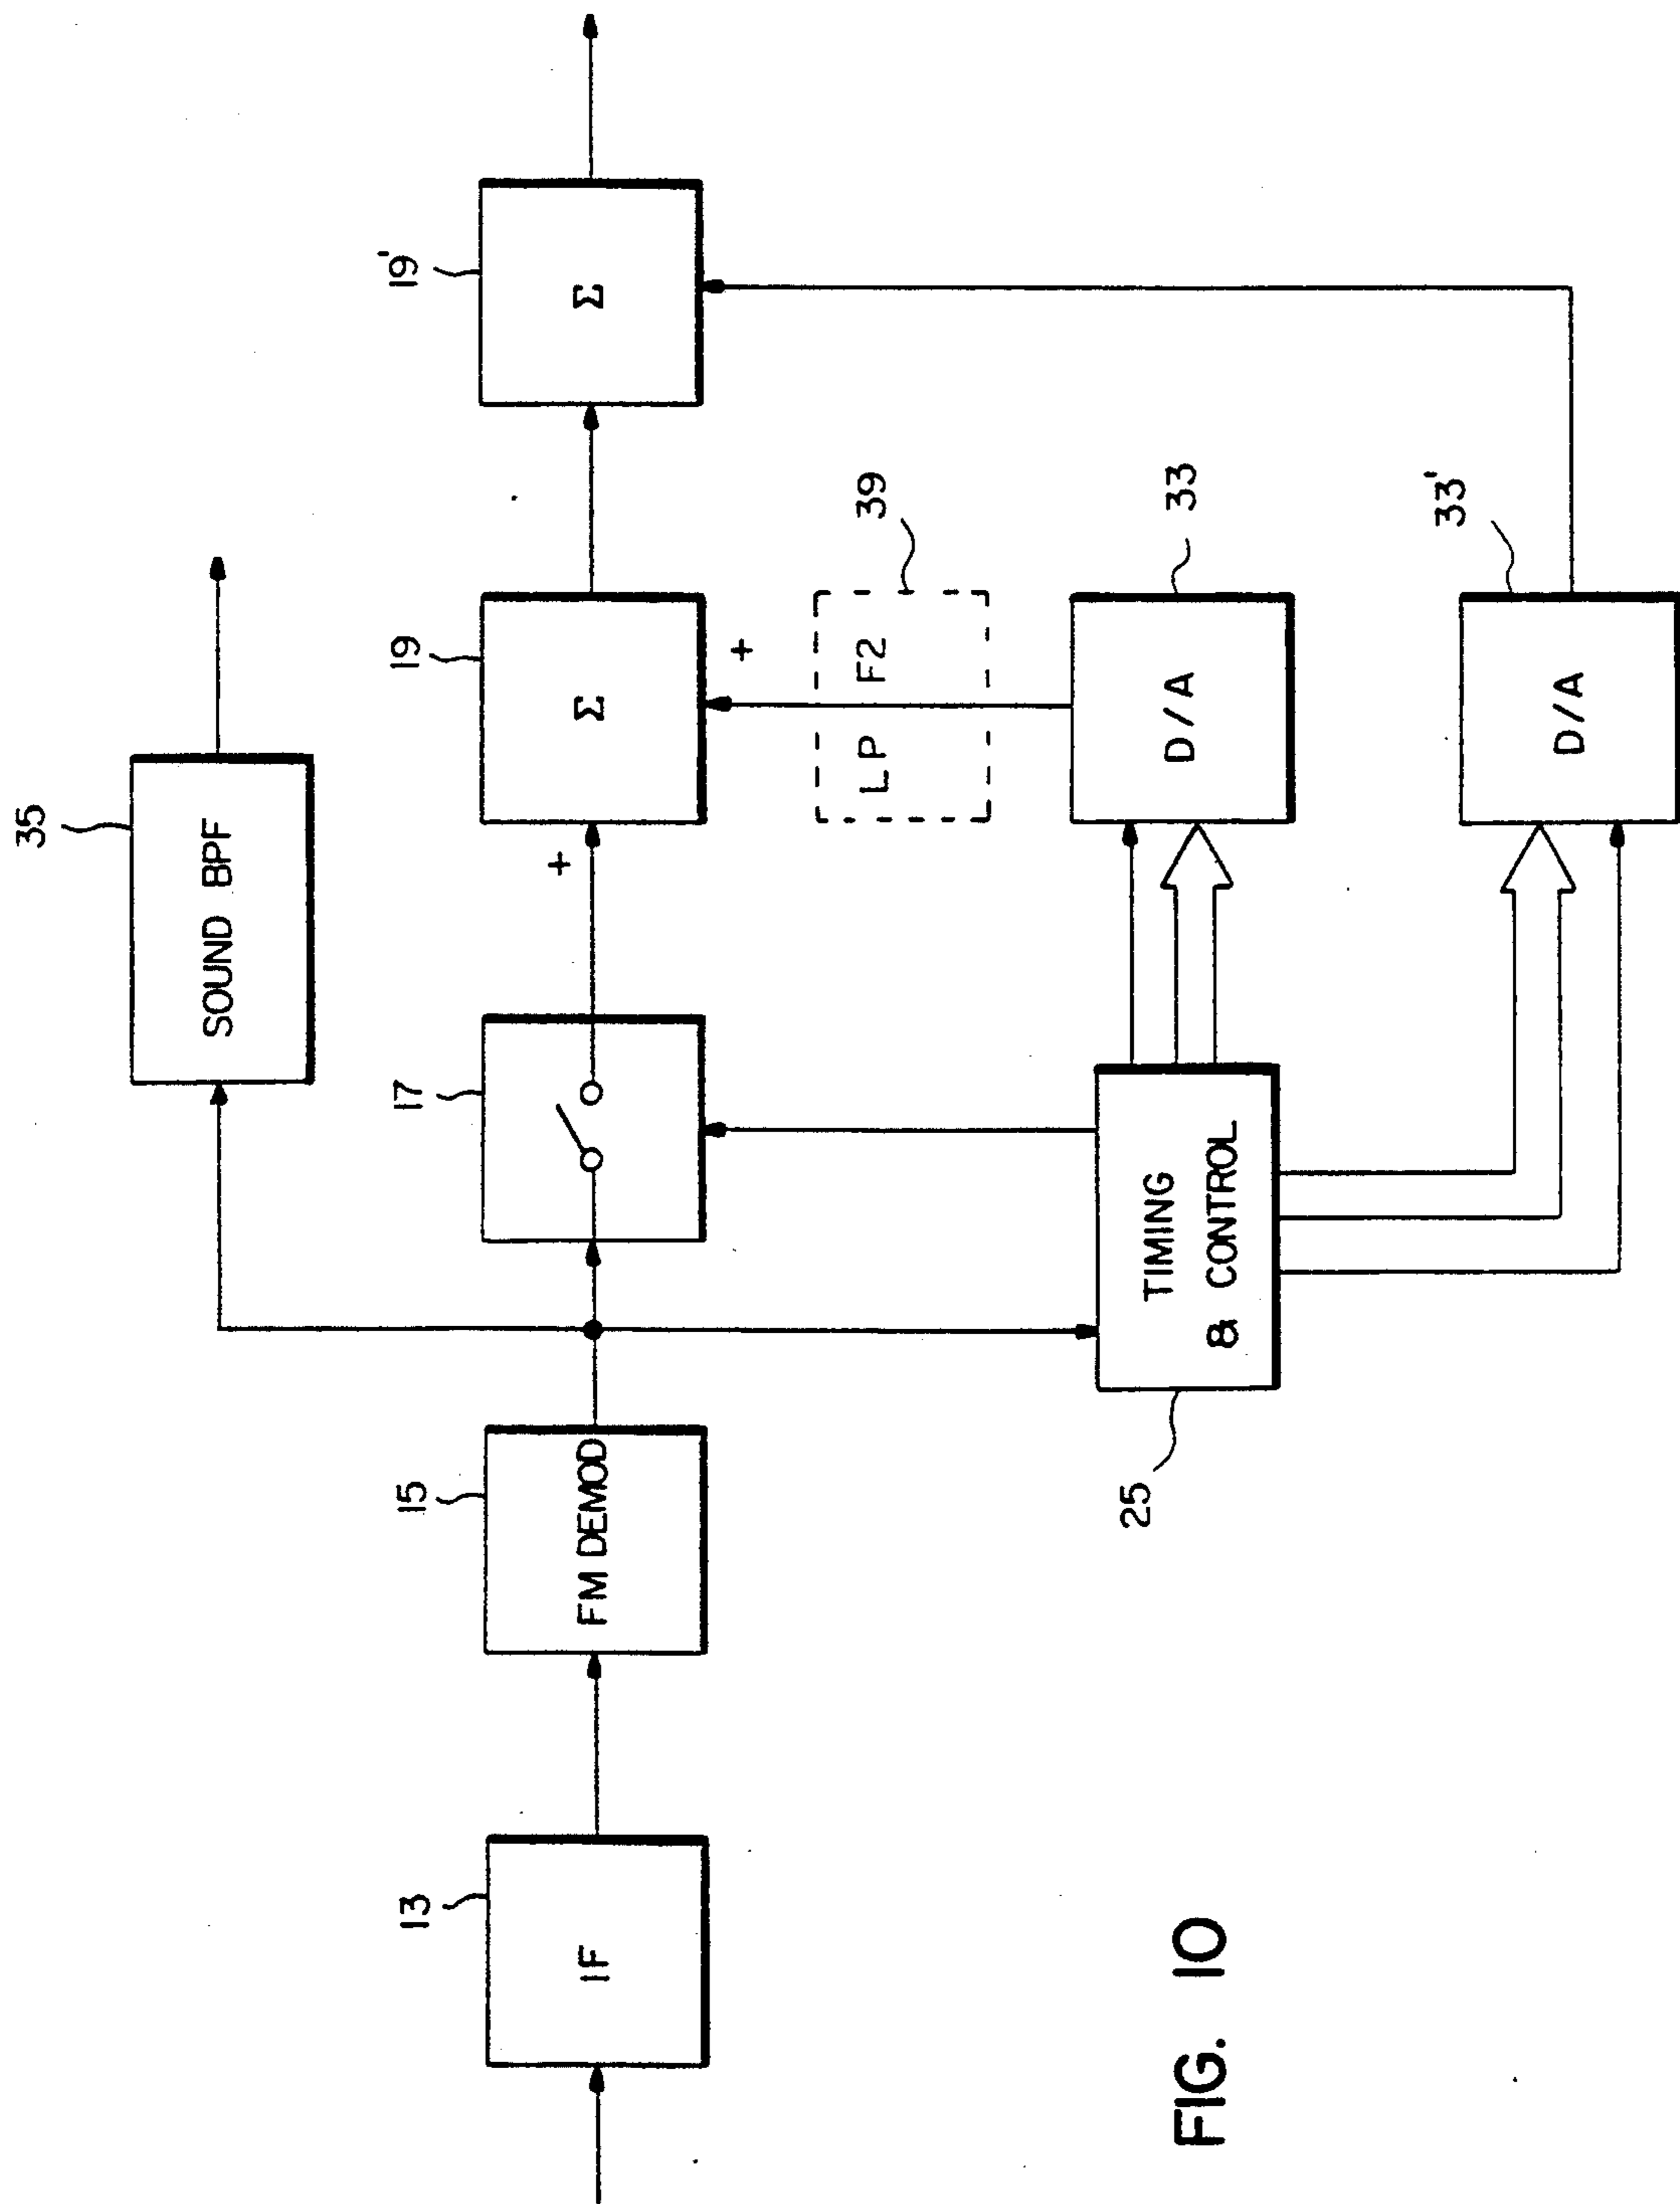 35
SOUND BPF
13
IF
15
FM DEMOD
17
+
19
Σ
19'
Σ
+
LP F2
39
25
TIMING
& CONTROL
D/A
33
D/A
33'
FIG. 10